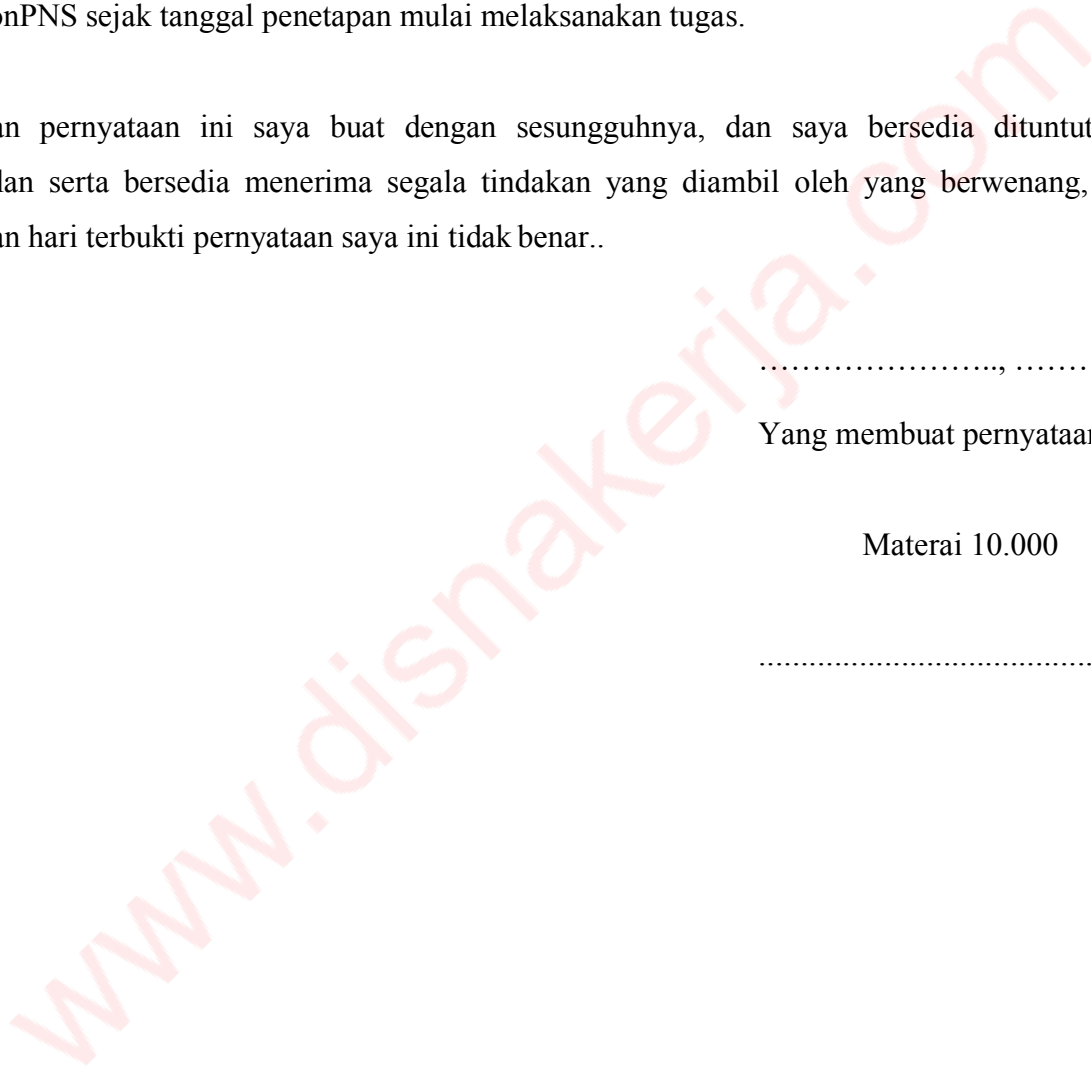 onPNS sejak tanggal penetapan mulai melaksanakan tugas.
an pernyataan ini saya buat dengan sesungguhnya, dan saya bersedia dituntut
lan serta bersedia menerima segala tindakan yang diambil oleh yang berwenang,
an hari terbukti pernyataan saya ini tidak benar..
………………….., ……
Yang membuat pernyataan
Materai 10.000
........................................
www.disnakerja.com